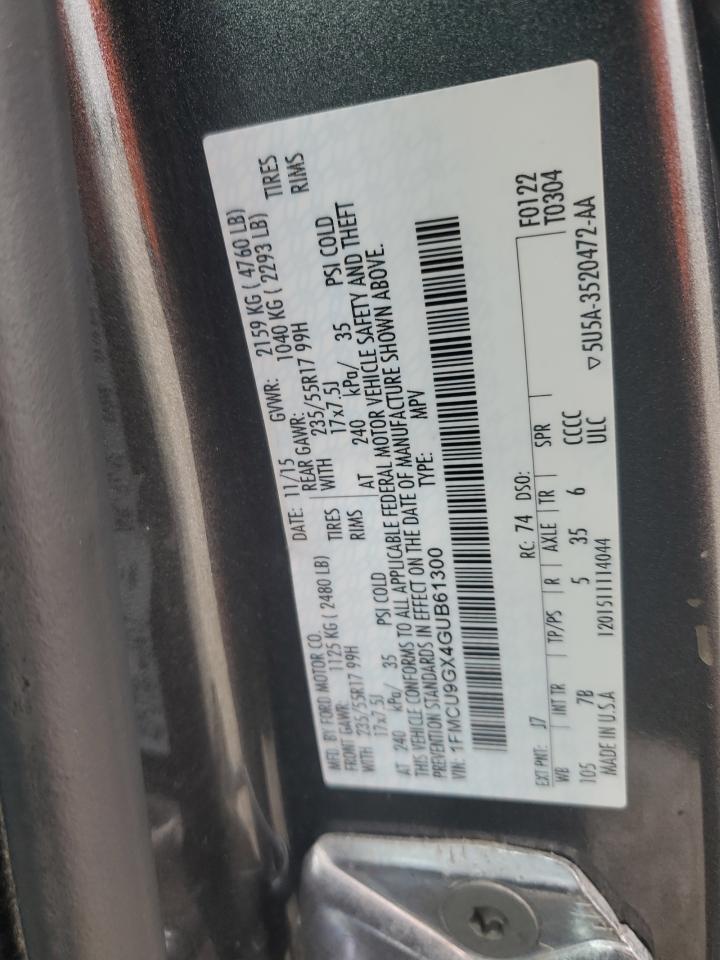 MFD. BY FORD MOTOR CO.
DATE: 11/15 GVWR: 2159 KG ( 4760 LB)
FRONT GAWR: 1125 KG ( 2480 LB)
REAR GAWR: 1040 KG ( 2293 LB)
WITH 235/55R17 99H TIRES
WITH 235/55R17 99H TIRES
17x7.5J RIMS
17x7.5J RIMS
AT 240 kPa/ 35 PSI COLD
AT 240 kPa/ 35 PSI COLD
THIS VEHICLE CONFORMS TO ALL APPLICABLE FEDERAL MOTOR VEHICLE SAFETY AND THEFT
PREVENTION STANDARDS IN EFFECT ON THE DATE OF MANUFACTURE SHOWN ABOVE.
VIN: 1FMCU9GX4GUB61300 TYPE: MPV
F0122
EXT PNT: J7 RC: 74 DSO: T0304
WB INT TR TP/PS R AXLE TR SPR
105 7B 5 35 6 CCCC
MADE IN U.S.A 12015111114044 ULC ▽ 5U5A-3520472-AA